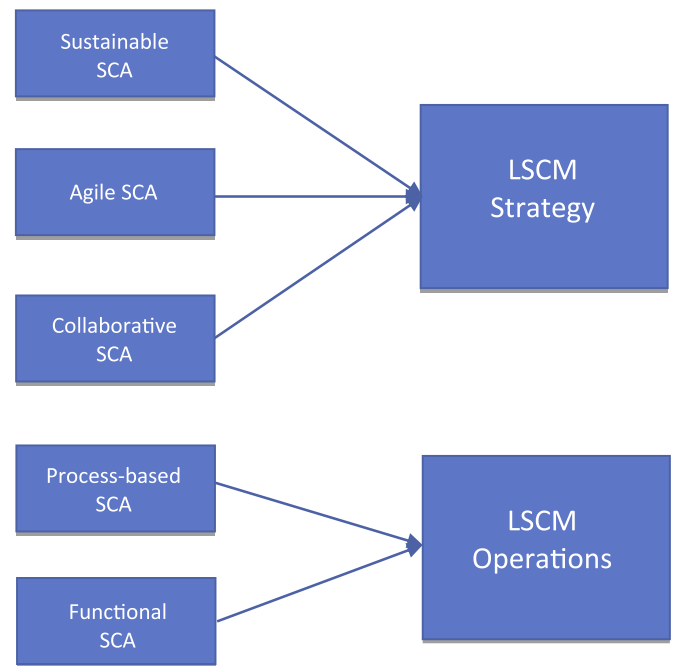 Sustainable
SCA
Agile SCA
Collaborative
SCA
LSCM
Strategy
Process-based
SCA
Functional
SCA
LSCM
Operations